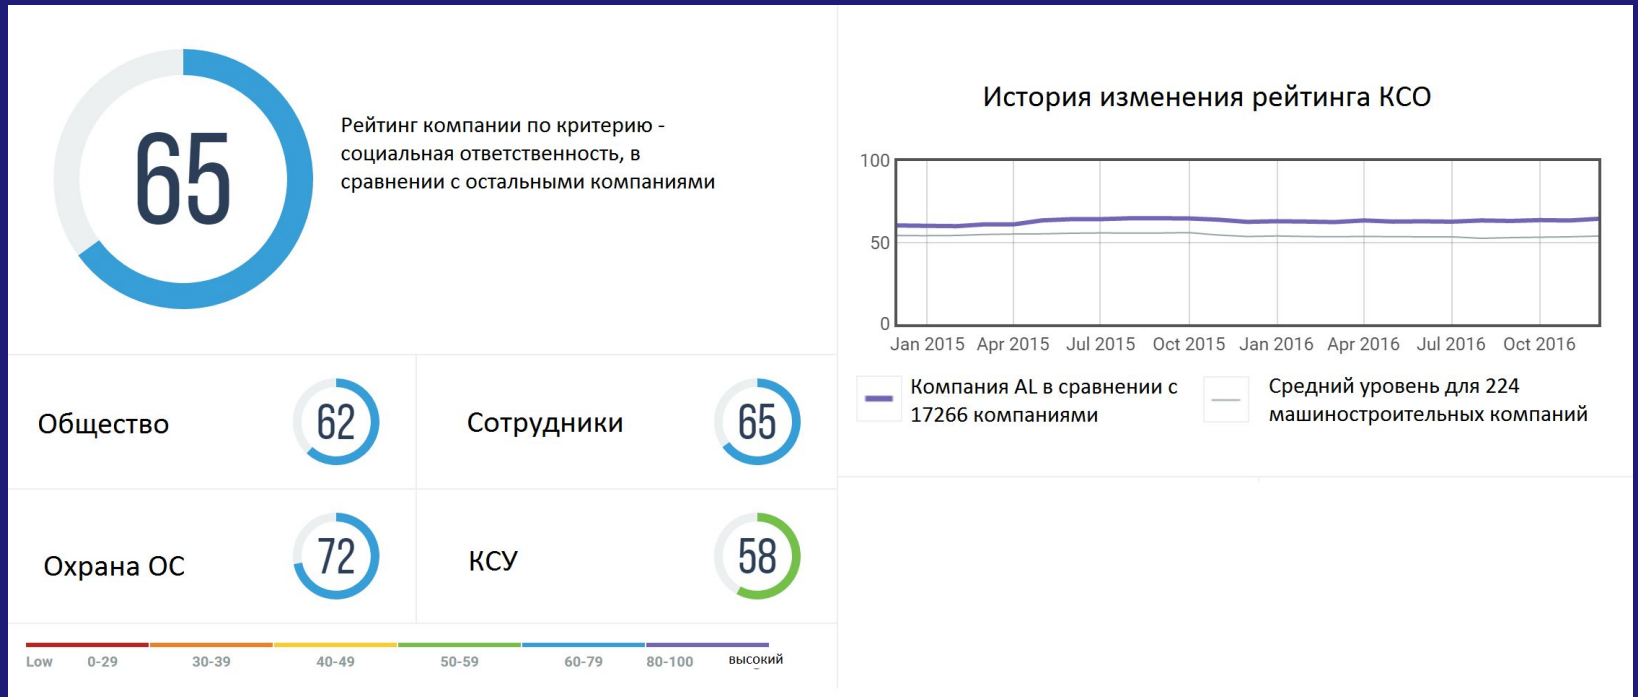 65
Рейтинг компании по критерию -
социальная ответственность, в
сравнении с остальными компаниями
Общество
62
Сотрудники
65
Охрана ОС
72
КСУ
58
Low 0-29 30-39 40-49 50-59 60-79 80-100 высокий
История изменения рейтинга КСО
100
50
0
Jan 2015 Apr 2015 Jul 2015 Oct 2015 Jan 2016 Apr 2016 Jul 2016 Oct 2016
Компания AL в сравнении с
17266 компаниями
Средний уровень для 224
машиностроительных компаний